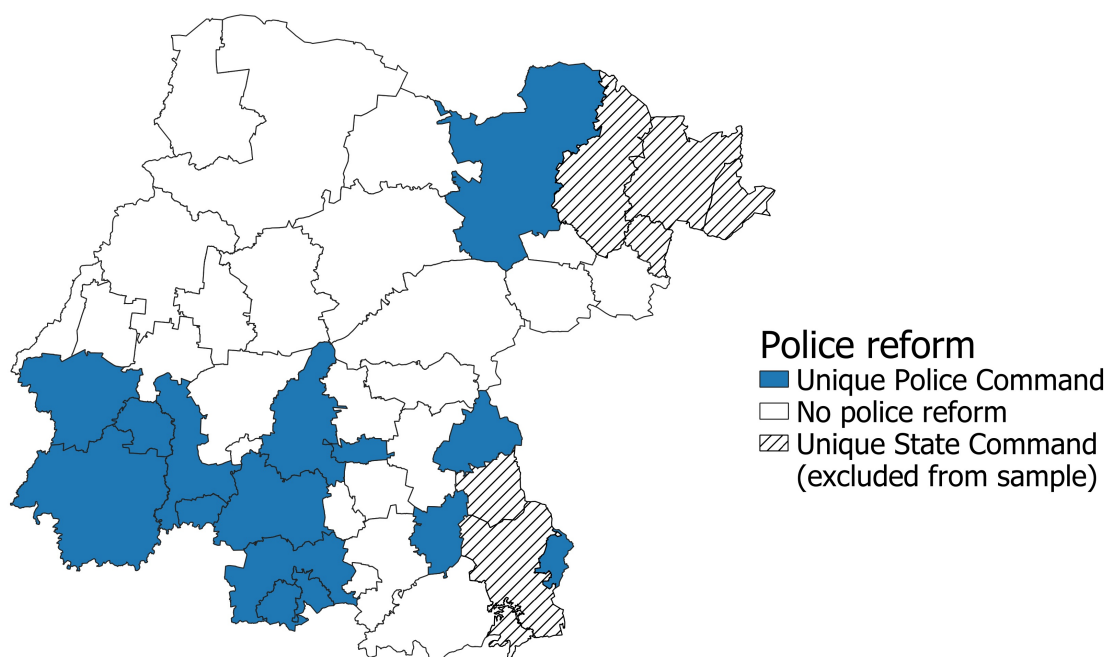 Police reform
Unique Police Command
No police reform
Unique State Command
(excluded from sample)